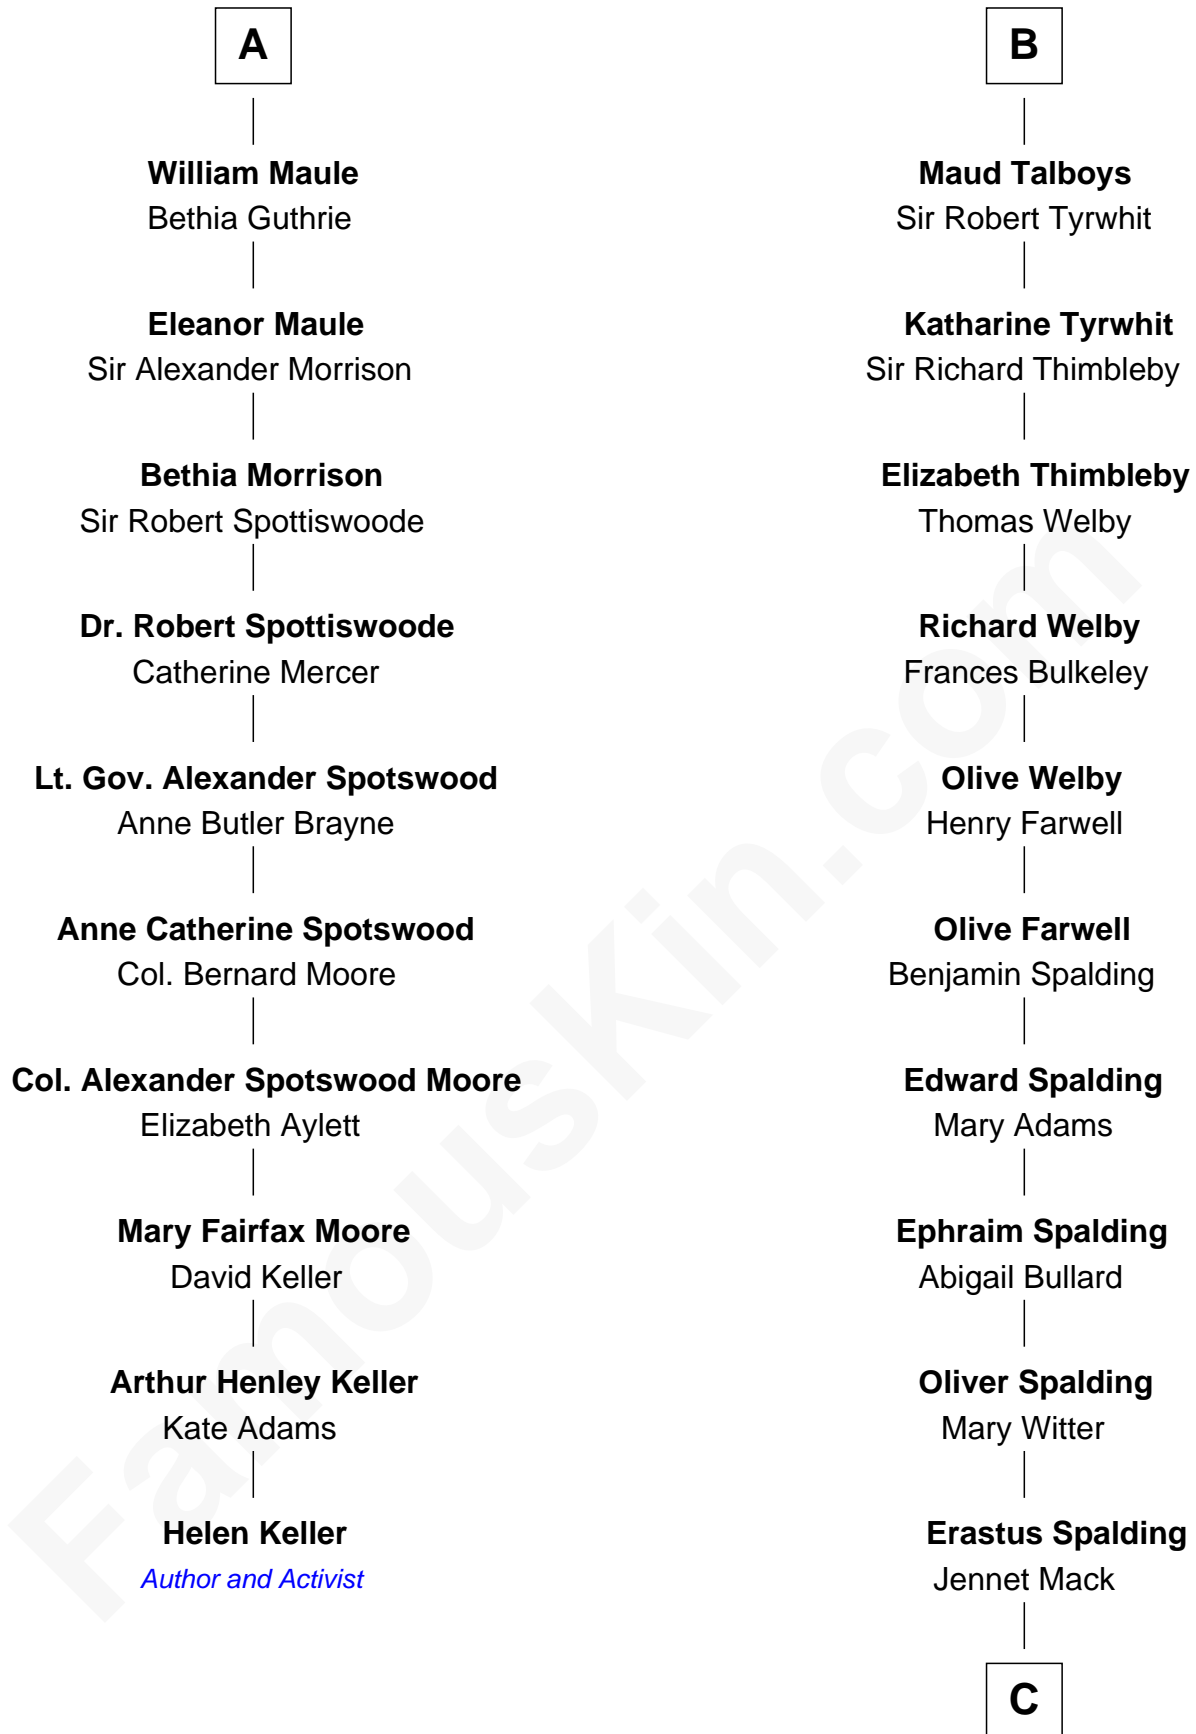 A
William Maule
Bethia Guthrie
Eleanor Maule
Sir Alexander Morrison
Bethia Morrison
Sir Robert Spottiswoode
Dr. Robert Spottiswoode
Catherine Mercer
Lt. Gov. Alexander Spotswood
Anne Butler Brayne
Anne Catherine Spotswood
Col. Bernard Moore
Col. Alexander Spotswood Moore
Elizabeth Aylett
Mary Fairfax Moore
David Keller
Arthur Henley Keller
Kate Adams
Helen Keller
Author and Activist
B
Maud Talboys
Sir Robert Tyrwhit
Katharine Tyrwhit
Sir Richard Thimbleby
Elizabeth Thimbleby
Thomas Welby
Richard Welby
Frances Bulkeley
Olive Welby
Henry Farwell
Olive Farwell
Benjamin Spalding
Edward Spalding
Mary Adams
Ephraim Spalding
Abigail Bullard
Oliver Spalding
Mary Witter
Erastus Spalding
Jennet Mack
C
FamousKin.com